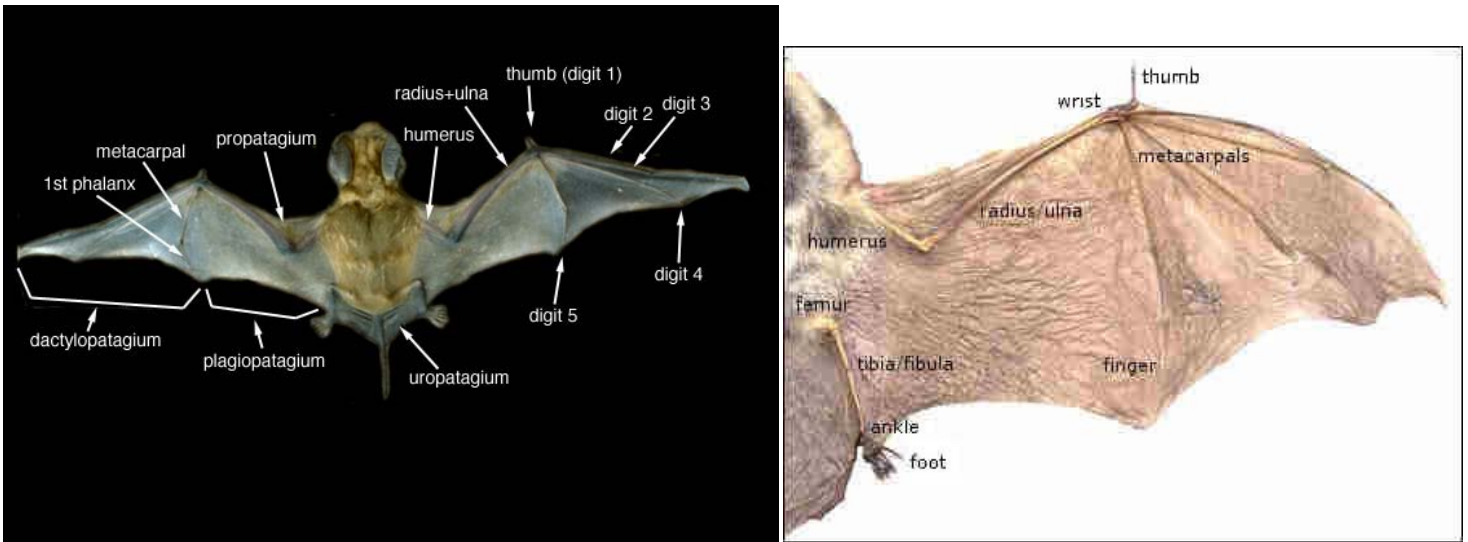 thumb (digit 1)
radius+ulna
digit 2
digit 3
propatagium
humerus
metacarpal
1st phalanx
digit 4
digit 5
dactylopatagium
plagiopatagium
uropatagium
thumb
wrist
metacarpals
radius/ulna
humerus
femur
tibia/fibula
finger
ankle
foot